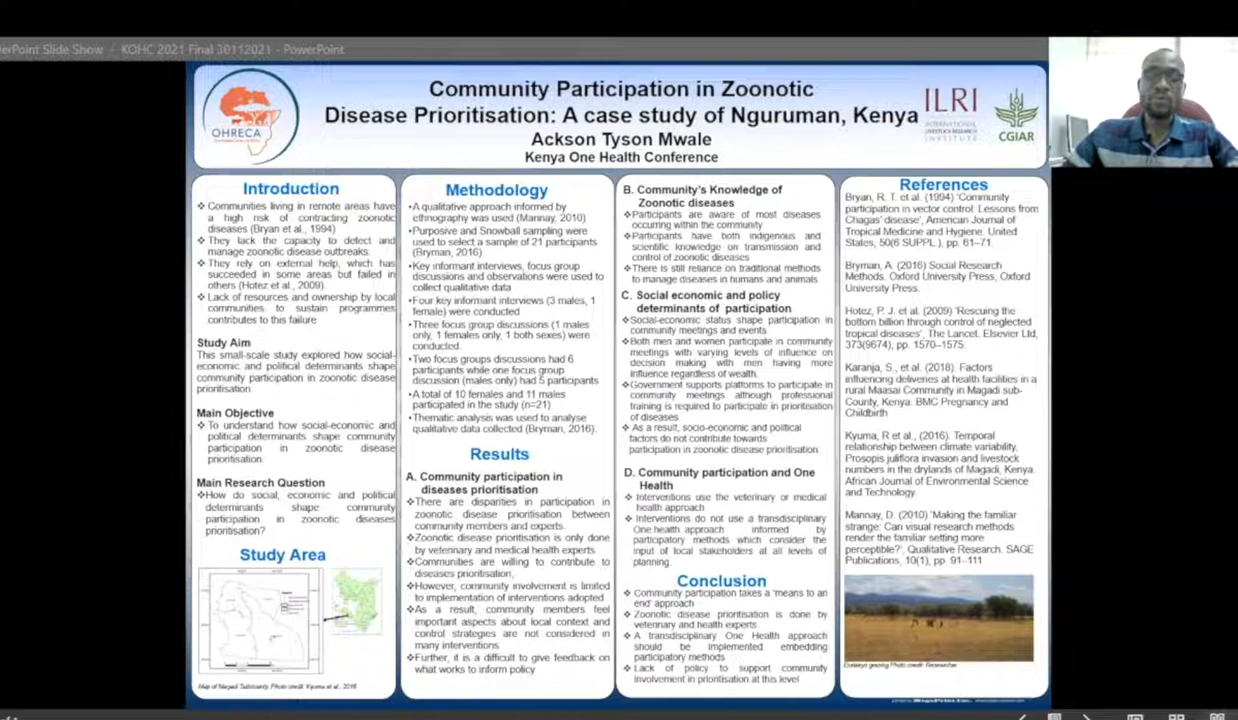 PowerPoint Slide Show - KOHC 2021 Final 30112021 - PowerPoint
OHRECA
Community Participation in Zoonotic
Disease Prioritisation: A case study of Nguruman, Kenya
Ackson Tyson Mwale
Kenya One Health Conference
ILRI
INTERNATIONAL
LIVESTOCK RESEARCH
INSTITUTE
CGIAR
Introduction
❖Communities living in remote areas have
a high risk of contracting zoonotic
diseases (Bryan et al., 1994)
❖They lack the capacity to detect and
manage zoonotic disease outbreaks.
❖They rely on external help, which has
succeeded in some areas but failed in
others (Hotez et al., 2009).
❖Lack of resources and ownership by local
communities to sustain programmes
contributes to this failure
Study Aim
This small-scale study explored how social-
economic and political determinants shape
community participation in zoonotic disease
prioritisation.
Main Objective
❖To understand how social-economic and
political determinants shape community
participation in zoonotic disease
prioritisation.
Main Research Question
❖How do social, economic and political
determinants shape community
participation in zoonotic diseases
prioritisation?
Study Area
Map of Magadi Subcounty. Photo credit: Kyuma et al., 2016
Methodology
•A qualitative approach informed by
ethnography was used (Mannay, 2010)
•Purposive and Snowball sampling were
used to select a sample of 21 participants
(Bryman, 2016)
•Key informant interviews, focus group
discussions and observations were used to
collect qualitative data
•Four key informant interviews (3 males, 1
female) were conducted
•Three focus group discussions (1 males
only, 1 females only, 1 both sexes) were
conducted.
•Two focus groups discussions had 6
participants while one focus group
discussion (males only) had 5 participants
•A total of 10 females and 11 males
participated in the study (n=21)
•Thematic analysis was used to analyse
qualitative data collected (Bryman, 2016).
Results
A. Community participation in
diseases prioritisation
❖There are disparities in participation in
zoonotic disease prioritisation between
community members and experts.
❖Zoonotic disease prioritisation is only done
by veterinary and medical health experts
❖Communities are willing to contribute to
diseases prioritisation,
❖However, community involvement is limited
to implementation of interventions adopted
❖As a result, community members feel
important aspects about local context and
control strategies are not considered in
many interventions
❖Further, it is a difficult to give feedback on
what works to inform policy
B. Community's Knowledge of
Zoonotic diseases
❖Participants are aware of most diseases
occurring within the community
❖Participants have both indigenous and
scientific knowledge on transmission and
control of zoonotic diseases
❖There is still reliance on traditional methods
to manage diseases in humans and animals
C. Social economic and policy
determinants of participation
❖Social-economic status shape participation in
community meetings and events
❖Both men and women participate in community
meetings with varying levels of influence on
decision making with men having more
influence regardless of wealth.
❖Government supports platforms to participate in
community meetings although professional
training is required to participate in prioritisation
of diseases
❖As a result, socio-economic and political
factors do not contribute towards
participation in zoonotic disease prioritisation.
D. Community participation and One
Health
❖Interventions use the veterinary or medical
health approach
❖Interventions do not use a transdisciplinary
One health approach informed by
participatory methods which consider the
input of local stakeholders at all levels of
planning.
Conclusion
❖Community participation takes a 'means to an
end' approach
❖Zoonotic disease prioritisation is done by
veterinary and health experts
❖A transdisciplinary One Health approach
should be implemented embedding
participatory methods
❖Lack of policy to support community
involvement in prioritisation at this level
References
Bryan, R. T. et al. (1994) 'Community
participation in vector control: Lessons from
Chagas' disease', American Journal of
Tropical Medicine and Hygiene. United
States, 50(6 SUPPL.), pp. 61–71.
Bryman, A. (2016) Social Research
Methods. Oxford University Press, Oxford
University Press.
Hotez, P. J. et al. (2009) 'Rescuing the
bottom billion through control of neglected
tropical diseases', The Lancet. Elsevier Ltd,
373(9674), pp. 1570–1575.
Karanja, S., et al. (2018). Factors
influencing deliveries at health facilities in a
rural Maasai Community in Magadi sub-
County, Kenya. BMC Pregnancy and
Childbirth
Kyuma, R et al., (2016). Temporal
relationship between climate variability,
Prosopis juliflora invasion and livestock
numbers in the drylands of Magadi, Kenya.
African Journal of Environmental Science
and Technology.
Mannay, D. (2010) 'Making the familiar
strange: Can visual research methods
render the familiar setting more
perceptible?', Qualitative Research. SAGE
Publications, 10(1), pp. 91–111
Donkeys grazing Photo credit: Researcher